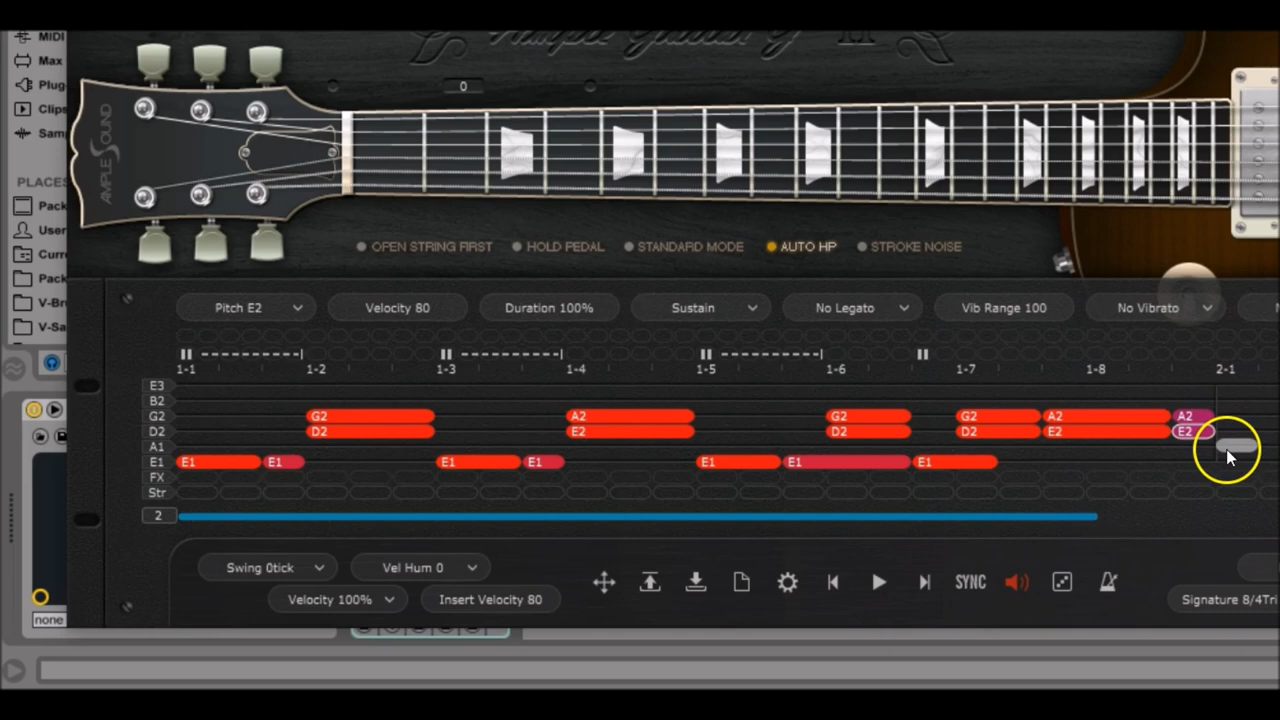 MIDI
Ample Guitar G II
Max
Plug
0
Clips
Samp
AMPLE SOUND
PLACES
Pack
User
Curre
Pack
V-Br
V-Sa
OPEN STRING FIRST HOLD PEDAL STANDARD MODE AUTO HP STROKE NOISE
Pitch E2 Velocity 80 Duration 100% Sustain No Legato Vib Range 100 No Vibrato
1-1 1-2 1-3 1-4 1-5 1-6 1-7 1-8 2-1
E3
B2
G2 G2 A2 G2 G2 A2 A2
D2 D2 E2 D2 D2 E2 E2
A1
E1 E1 E1 E1 E1 E1 E1 E1
FX
Str
2
Swing 0tick Vel Hum 0
SYNC
Velocity 100% Insert Velocity 80 Signature 8/4Tri
none